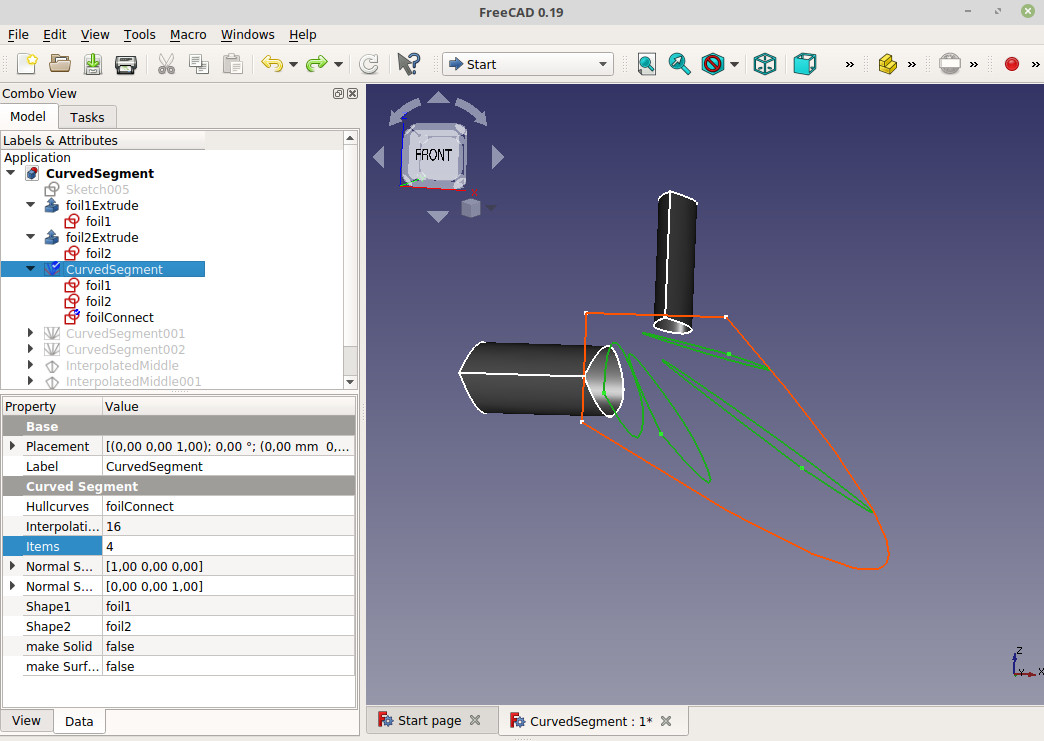 FreeCAD 0.19
File Edit View Tools Macro Windows Help
Start
»
»
»
»
Combo View
Model Tasks
Labels & Attributes
Application
CurvedSegment
Sketch005
foil1Extrude
foil1
foil2Extrude
foil2
CurvedSegment
foil1
foil2
foilConnect
CurvedSegment001
CurvedSegment002
InterpolatedMiddle
InterpolatedMiddle001
Property Value
Base
Placement [(0,00 0,00 1,00); 0,00 °; (0,00 mm 0,...
Label CurvedSegment
Curved Segment
Hullcurves foilConnect
Interpolati... 16
Items 4
Normal S... [1,00 0,00 0,00]
Normal S... [0,00 0,00 1,00]
Shape1 foil1
Shape2 foil2
make Solid false
make Surf... false
View Data
FRONT
Z
Y X
Start page
CurvedSegment : 1*